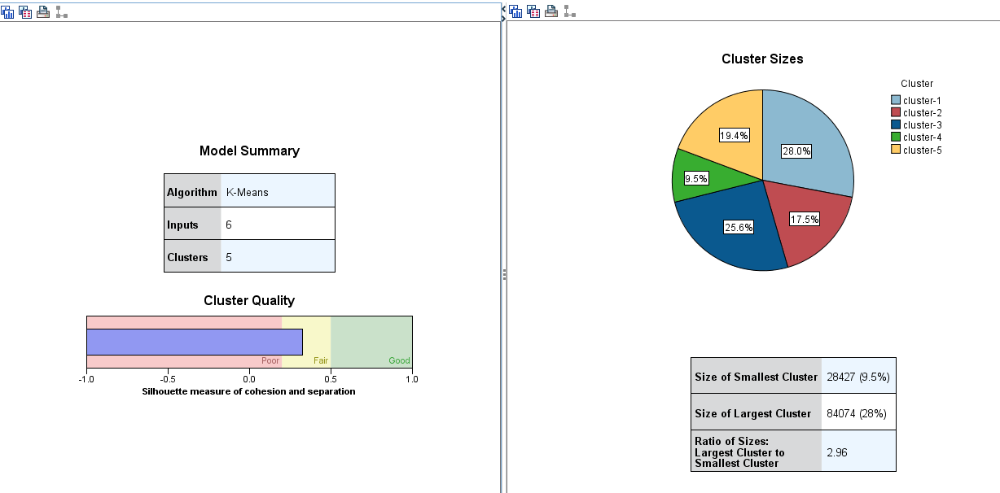 Model Summary
Algorithm K-Means
Inputs 6
Clusters 5
Cluster Quality
Poor Fair Good
-1.0 -0.5 0.0 0.5 1.0
Silhouette measure of cohesion and separation
Cluster Sizes
Cluster
cluster-1
cluster-2
cluster-3
cluster-4
cluster-5
19.4%
28.0%
9.5%
17.5%
25.6%
Size of Smallest Cluster 28427 (9.5%)
Size of Largest Cluster 84074 (28%)
Ratio of Sizes:
Largest Cluster to
Smallest Cluster
2.96